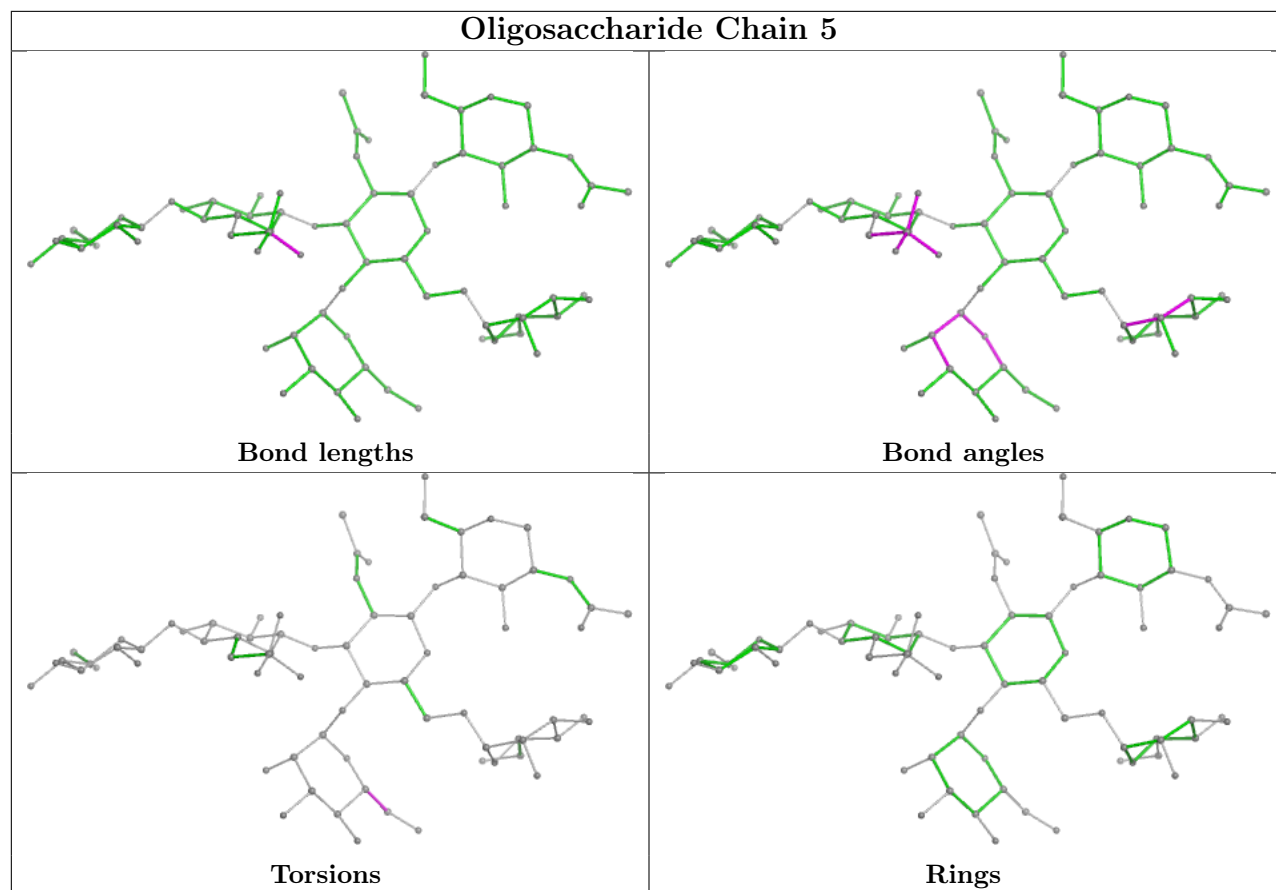 Oligosaccharide Chain 5
Bond lengths
Bond angles
Torsions
Rings